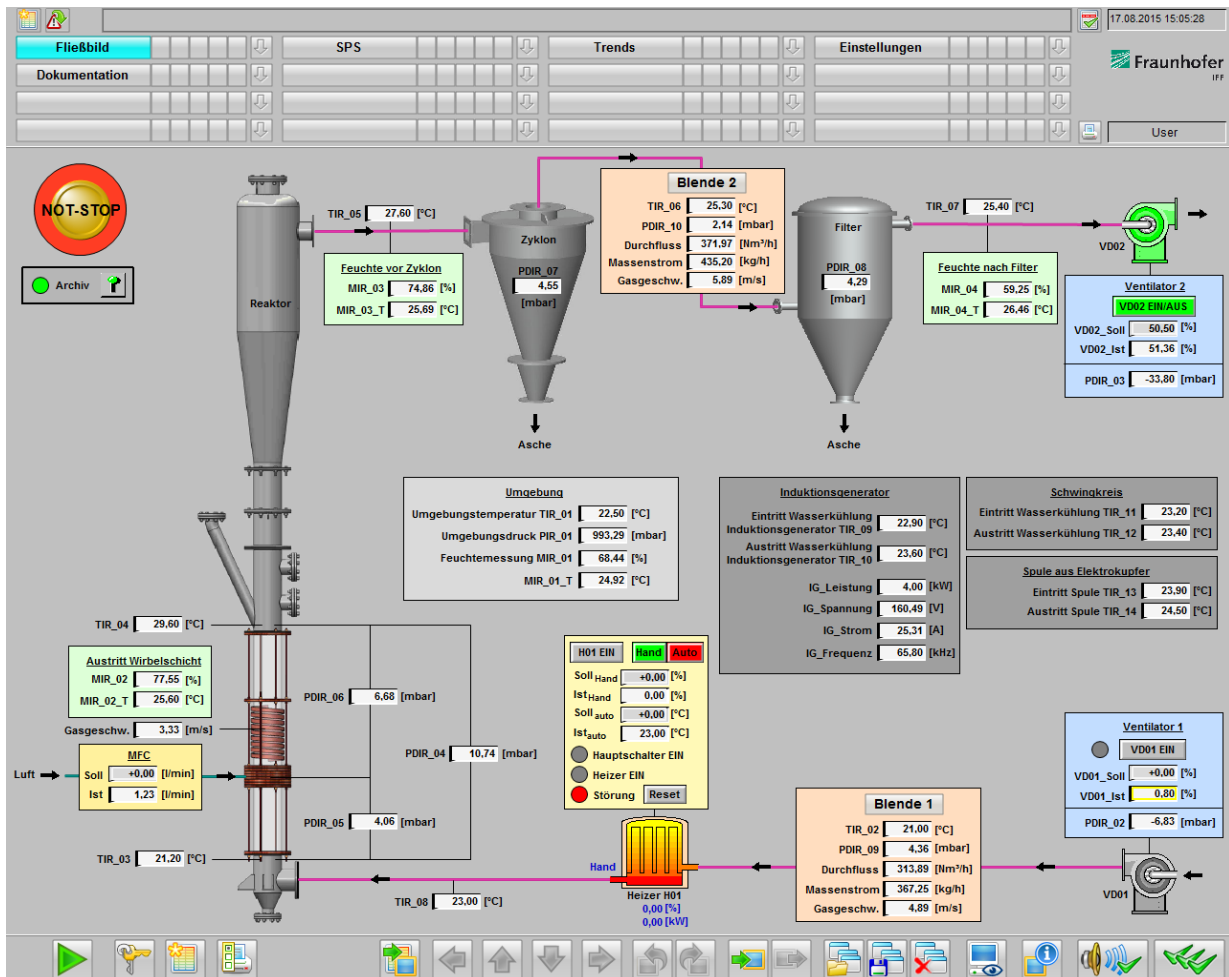 17.08.2015 15:05:28
Fließbild SPS Trends Einstellungen
Dokumentation
Fraunhofer
IFF
User
NOT-STOP
Archiv
Reaktor
TIR_05 27,60 [°C]
Feuchte vor Zyklon
MIR_03 74,86 [%]
MIR_03_T 25,69 [°C]
Zyklon
PDIR_07
4,55
[mbar]
Asche
Blende 2
TIR_06 25,30 [°C]
PDIR_10 2,14 [mbar]
Durchfluss 371,97 [Nm³/h]
Massenstrom 435,20 [kg/h]
Gasgeschw. 5,89 [m/s]
Filter
PDIR_08
4,29
[mbar]
Asche
TIR_07 25,40 [°C]
Feuchte nach Filter
MIR_04 59,25 [%]
MIR_04_T 26,46 [°C]
VD02
Ventilator 2
VD02 EIN/AUS
VD02_Soll 50,50 [%]
VD02_Ist 51,36 [%]
PDIR_03 -33,80 [mbar]
Umgebung
Umgebungstemperatur TIR_01 22,50 [°C]
Umgebungsdruck PIR_01 993,29 [mbar]
Feuchtemessung MIR_01 68,44 [%]
MIR_01_T 24,92 [°C]
Induktionsgenerator
Eintritt Wasserkühlung
Induktionsgenerator TIR_09 22,90 [°C]
Austritt Wasserkühlung
Induktionsgenerator TIR_10 23,60 [°C]
IG_Leistung 4,00 [kW]
IG_Spannung 160,49 [V]
IG_Strom 25,31 [A]
IG_Frequenz 65,80 [kHz]
Schwingkreis
Eintritt Wasserkühlung TIR_11 23,20 [°C]
Austritt Wasserkühlung TIR_12 23,40 [°C]
Spule aus Elektrokupfer
Eintritt Spule TIR_13 23,90 [°C]
Austritt Spule TIR_14 24,50 [°C]
TIR_04 29,60 [°C]
Austritt Wirbelschicht
MIR_02 77,55 [%]
MIR_02_T 25,60 [°C]
Gasgeschw. 3,33 [m/s]
MFC
Luft Soll +0,00 [l/min]
Ist 1,23 [l/min]
PDIR_06 6,68 [mbar]
PDIR_04 10,74 [mbar]
PDIR_05 4,06 [mbar]
TIR_03 21,20 [°C]
TIR_08 23,00 [°C]
H01 EIN Hand Auto
Soll Hand +0,00 [%]
Ist Hand 0,00 [%]
Soll auto +0,00 [°C]
Ist auto 23,00 [°C]
Hauptschalter EIN
Heizer EIN
Störung Reset
Hand
Heizer H01
0,00 [%]
0,00 [kW]
Blende 1
TIR_02 21,00 [°C]
PDIR_09 4,36 [mbar]
Durchfluss 313,89 [Nm³/h]
Massenstrom 367,25 [kg/h]
Gasgeschw. 4,89 [m/s]
Ventilator 1
VD01 EIN
VD01_Soll +0,00 [%]
VD01_Ist 0,80 [%]
PDIR_02 -6,83 [mbar]
VD01